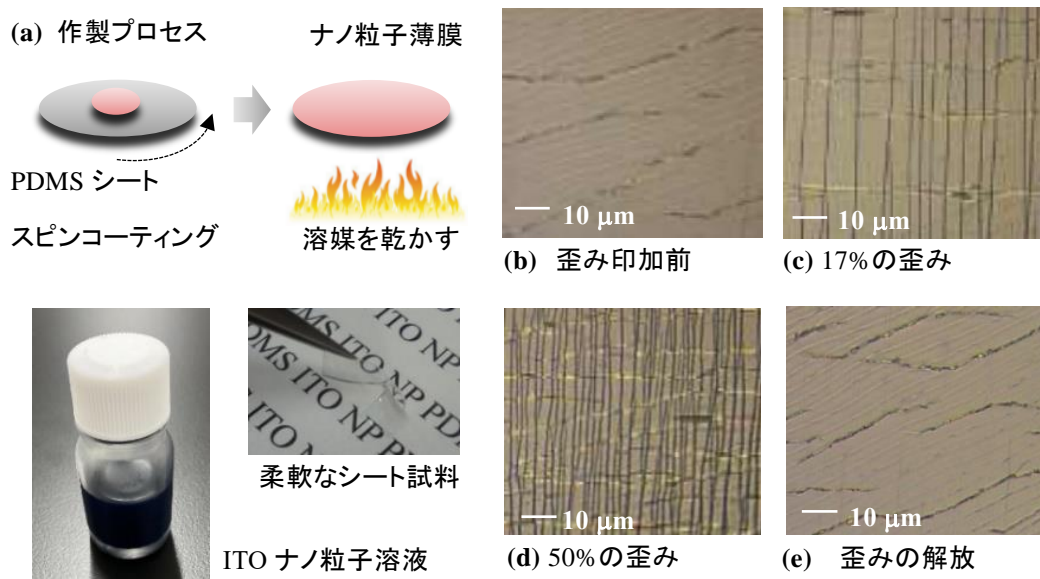 (a) 作製プロセス
ナノ粒子薄膜
PDMS シート
スピンコーティング
溶媒を乾かす
10 μm
(b) 歪み印加前
10 μm
(c) 17%の歪み
ITO NP
PDMS ITO NP PD
ITO NP
柔軟なシート試料
ITO ナノ粒子溶液
10 μm
(d) 50%の歪み
10 μm
(e) 歪みの解放